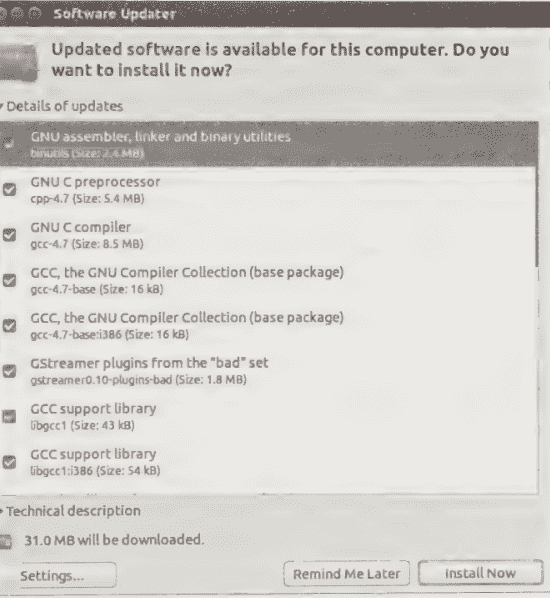 Software Updater
Updated software is available for this computer. Do you
want to install it now?
Details of updates
GNU assembler, linker and binary utilities
binutils (Size: 2.4 MB)
GNU C preprocessor
cpp-4.7 (Size: 5.4 MB)
GNU C compiler
gcc-4.7 (Size: 8.5 MB)
GCC, the GNU Compiler Collection (base package)
gcc-4.7-base (Size: 16 kB)
GCC, the GNU Compiler Collection (base package)
gcc-4.7-base:i386 (Size: 16 kB)
GStreamer plugins from the "bad" set
gstreamer0.10-plugins-bad (Size: 1.8 MB)
GCC support library
libgcc1 (Size: 43 kB)
GCC support library
libgcc1:i386 (Size: 54 kB)
Technical description
31.0 MB will be downloaded.
Settings...
Remind Me Later
Install Now